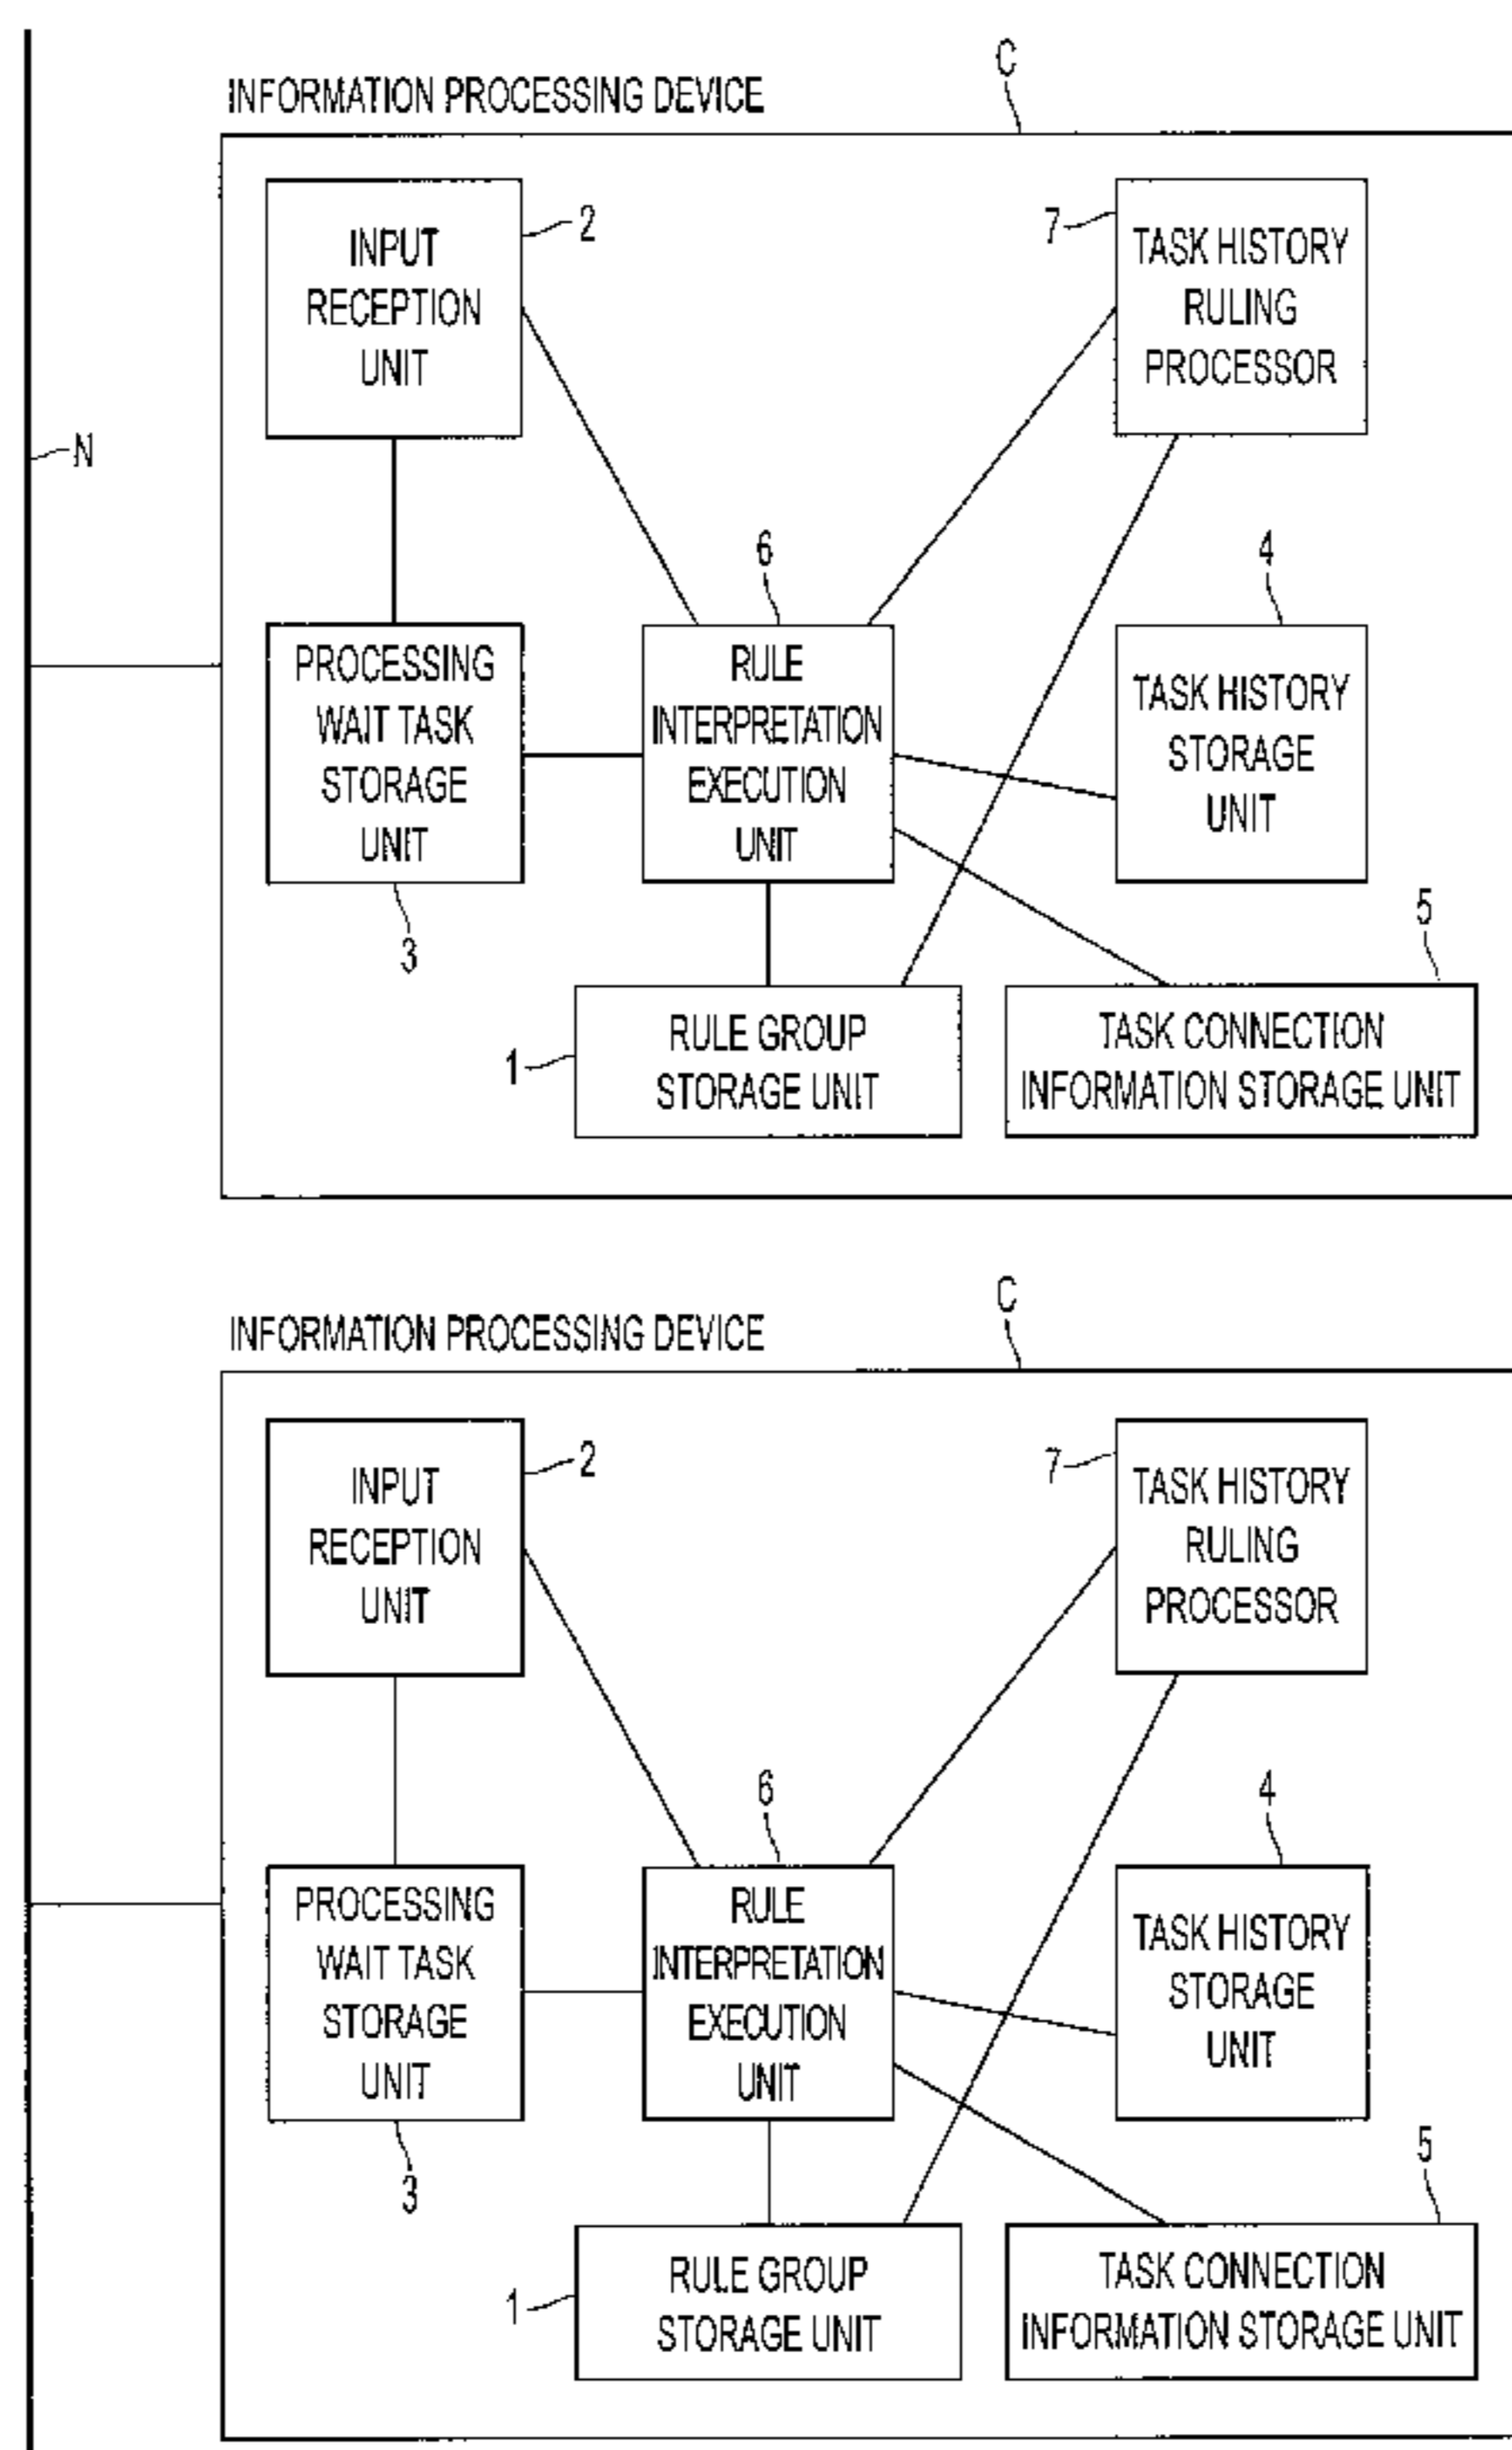 C
INFORMATION PROCESSING DEVICE
INPUT
RECEPTION
UNIT
2
7
TASK HISTORY
RULING
PROCESSOR
N
6
4
PROCESSING
WAIT TASK
STORAGE
UNIT
3
RULE
INTERPRETATION
EXECUTION
UNIT
TASK HISTORY
STORAGE
UNIT
5
1
RULE GROUP
STORAGE UNIT
TASK CONNECTION
INFORMATION STORAGE UNIT
C
INFORMATION PROCESSING DEVICE
INPUT
RECEPTION
UNIT
2
7
TASK HISTORY
RULING
PROCESSOR
6
4
PROCESSING
WAIT TASK
STORAGE
UNIT
3
RULE
INTERPRETATION
EXECUTION
UNIT
TASK HISTORY
STORAGE
UNIT
5
1
RULE GROUP
STORAGE UNIT
TASK CONNECTION
INFORMATION STORAGE UNIT